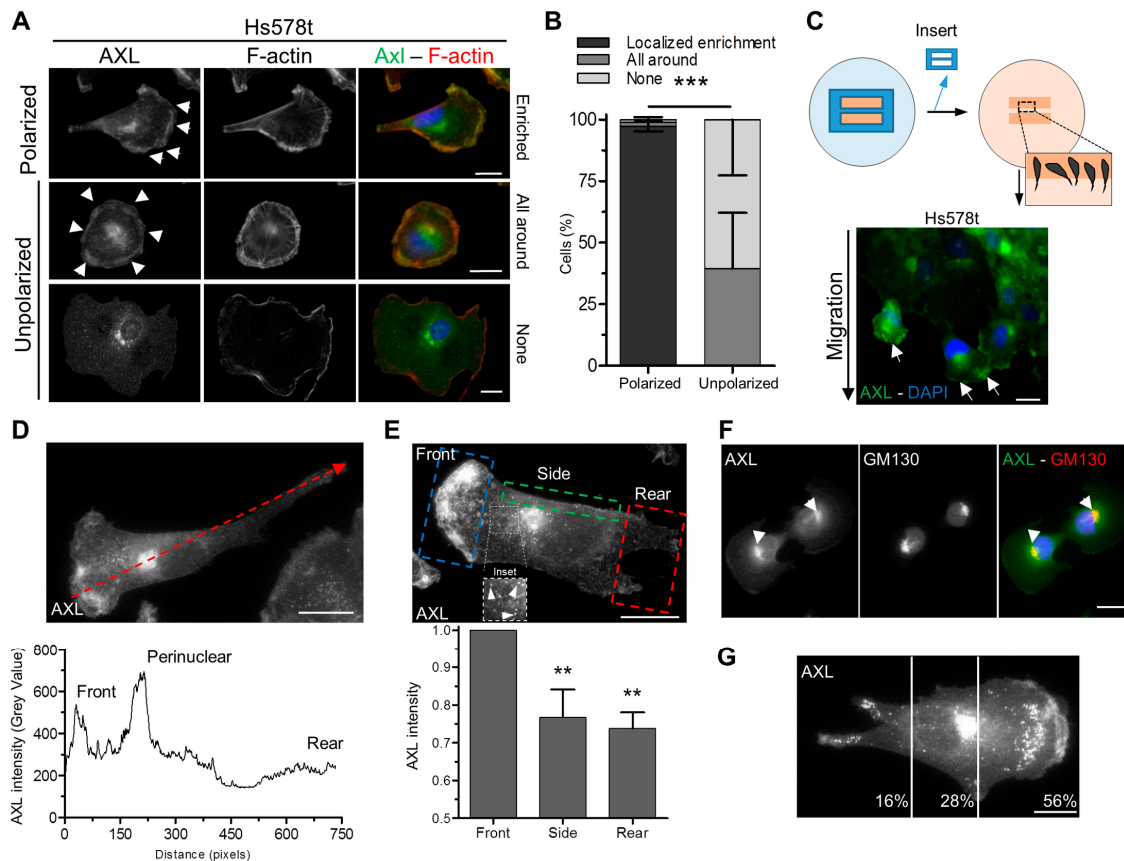 A
Hs578t
AXL
F-actin
Axl – F-actin
Polarized
Enriched
Unpolarized
All around
None
B
Localized enrichment
All around
None
***
Cells (%)
100
75
50
25
0
Polarized
Unpolarized
C
Insert
Hs578t
Migration
AXL - DAPI
D
AXL
AXL intensity (Grey Value)
800
600
400
200
0
Front
Perinuclear
Rear
0
150
300
450
600
750
Distance (pixels)
E
Front
Side
Rear
Inset
AXL
AXL intensity
1.0
0.9
0.8
0.7
0.6
0.5
**
**
Front
Side
Rear
F
AXL
GM130
AXL - GM130
G
AXL
16%
28%
56%